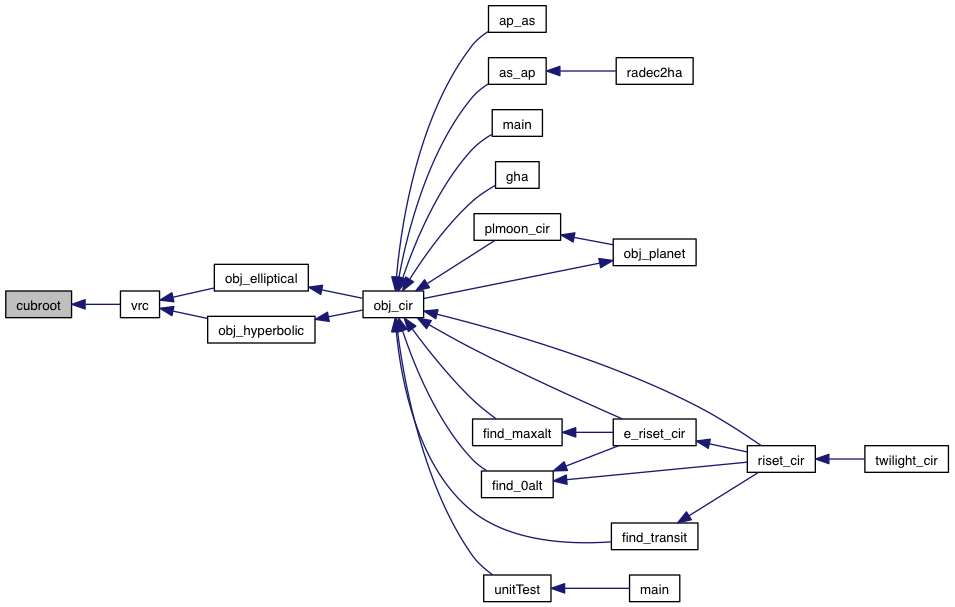 ap_as
as_ap
radec2ha
main
gha
plmoon_cir
obj_planet
obj_elliptical
cubroot
vrc
obj_cir
obj_hyperbolic
find_maxalt
e_riset_cir
riset_cir
twilight_cir
find_0alt
find_transit
unitTest
main